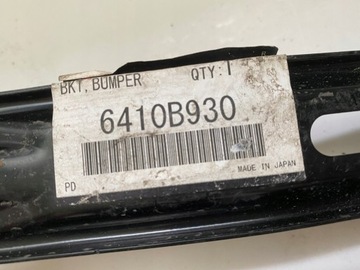 BKT, BUMPER QTY: 1
6410B930
PD MADE IN JAPAN